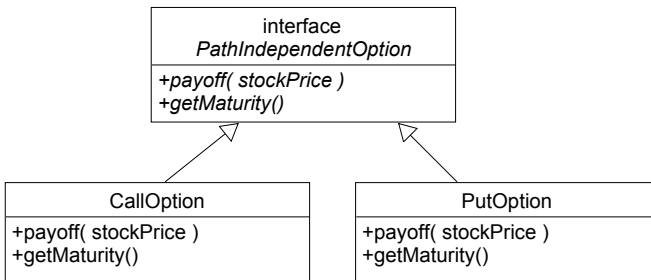 interface
PathIndependentOption
+payoff( stockPrice )
+getMaturity()
CallOption
+payoff( stockPrice )
+getMaturity()
PutOption
+payoff( stockPrice )
+getMaturity()